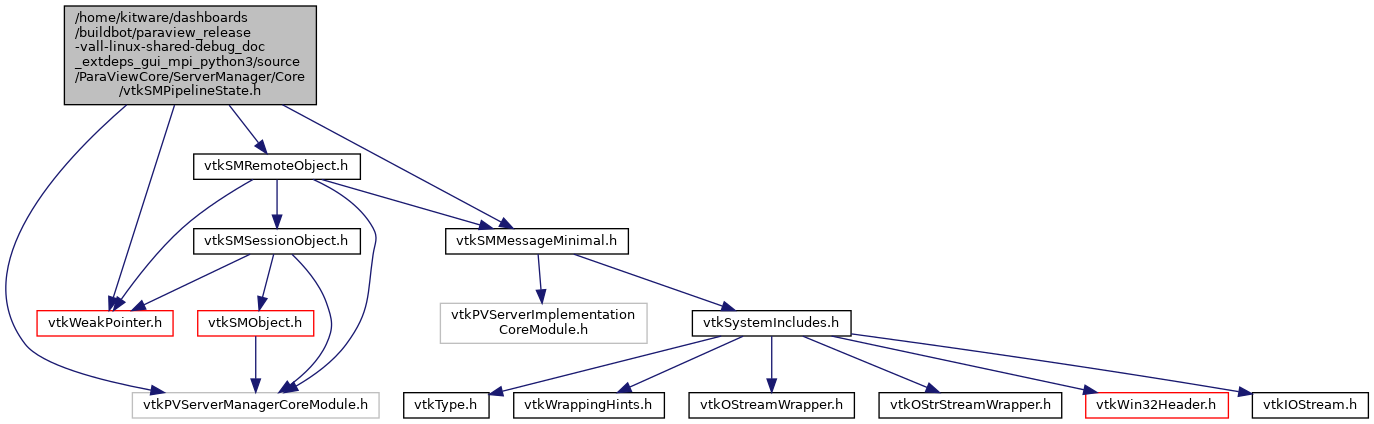 /home/kitware/dashboards
/buildbot/paraview_release
-vall-linux-shared-debug_doc
_extdeps_gui_mpi_python3/source
/ParaViewCore/ServerManager/Core
/vtkSMPipelineState.h
vtkSMRemoteObject.h
vtkSMSessionObject.h
vtkSMMessageMinimal.h
vtkWeakPointer.h
vtkSMObject.h
vtkPVServerImplementation
CoreModule.h
vtkSystemIncludes.h
vtkPVServerManagerCoreModule.h
vtkType.h
vtkWrappingHints.h
vtkOStreamWrapper.h
vtkOStrStreamWrapper.h
vtkWin32Header.h
vtkIOStream.h